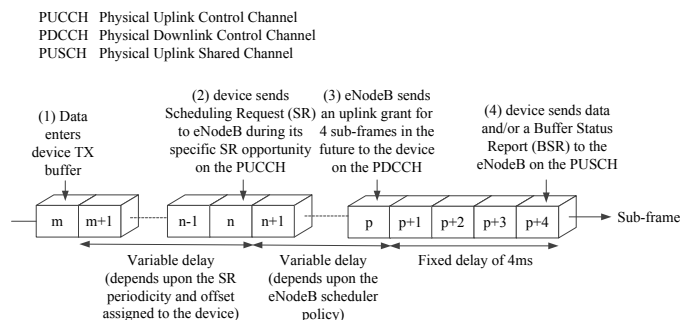 PUCCH Physical Uplink Control Channel
PDCCH Physical Downlink Control Channel
PUSCH Physical Uplink Shared Channel
(1) Data
enters
device TX
buffer
(2) device sends
Scheduling Request (SR)
to eNodeB during its
specific SR opportunity
on the PUCCH
(3) eNodeB sends
an uplink grant for
4 sub-frames in the
future to the device
on the PDCCH
(4) device sends data
and/or a Buffer Status
Report (BSR) to the
eNodeB on the PUSCH
m m+1 n-1 n n+1 p p+1 p+2 p+3 p+4 Sub-frame
Variable delay
(depends upon the SR
periodicity and offset
assigned to the device)
Variable delay
(depends upon the
eNodeB scheduler
policy)
Fixed delay of 4ms